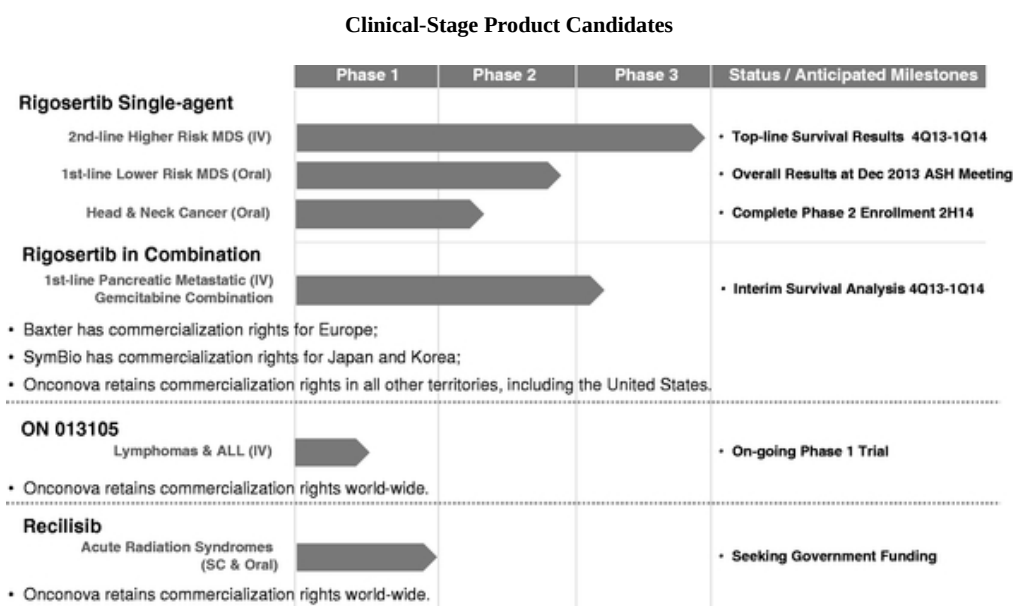 Clinical-Stage Product Candidates
Phase 1 Phase 2 Phase 3 Status / Anticipated Milestones
Rigosertib Single-agent
2nd-line Higher Risk MDS (IV) • Top-line Survival Results 4Q13-1Q14
1st-line Lower Risk MDS (Oral) • Overall Results at Dec 2013 ASH Meeting
Head & Neck Cancer (Oral) • Complete Phase 2 Enrollment 2H14
Rigosertib in Combination
1st-line Pancreatic Metastatic (IV)
Gemcitabine Combination • Interim Survival Analysis 4Q13-1Q14
• Baxter has commercialization rights for Europe;
• SymBio has commercialization rights for Japan and Korea;
• Onconova retains commercialization rights in all other territories, including the United States.
ON 013105
Lymphomas & ALL (IV) • On-going Phase 1 Trial
• Onconova retains commercialization rights world-wide.
Recilisib
Acute Radiation Syndromes
(SC & Oral) • Seeking Government Funding
• Onconova retains commercialization rights world-wide.